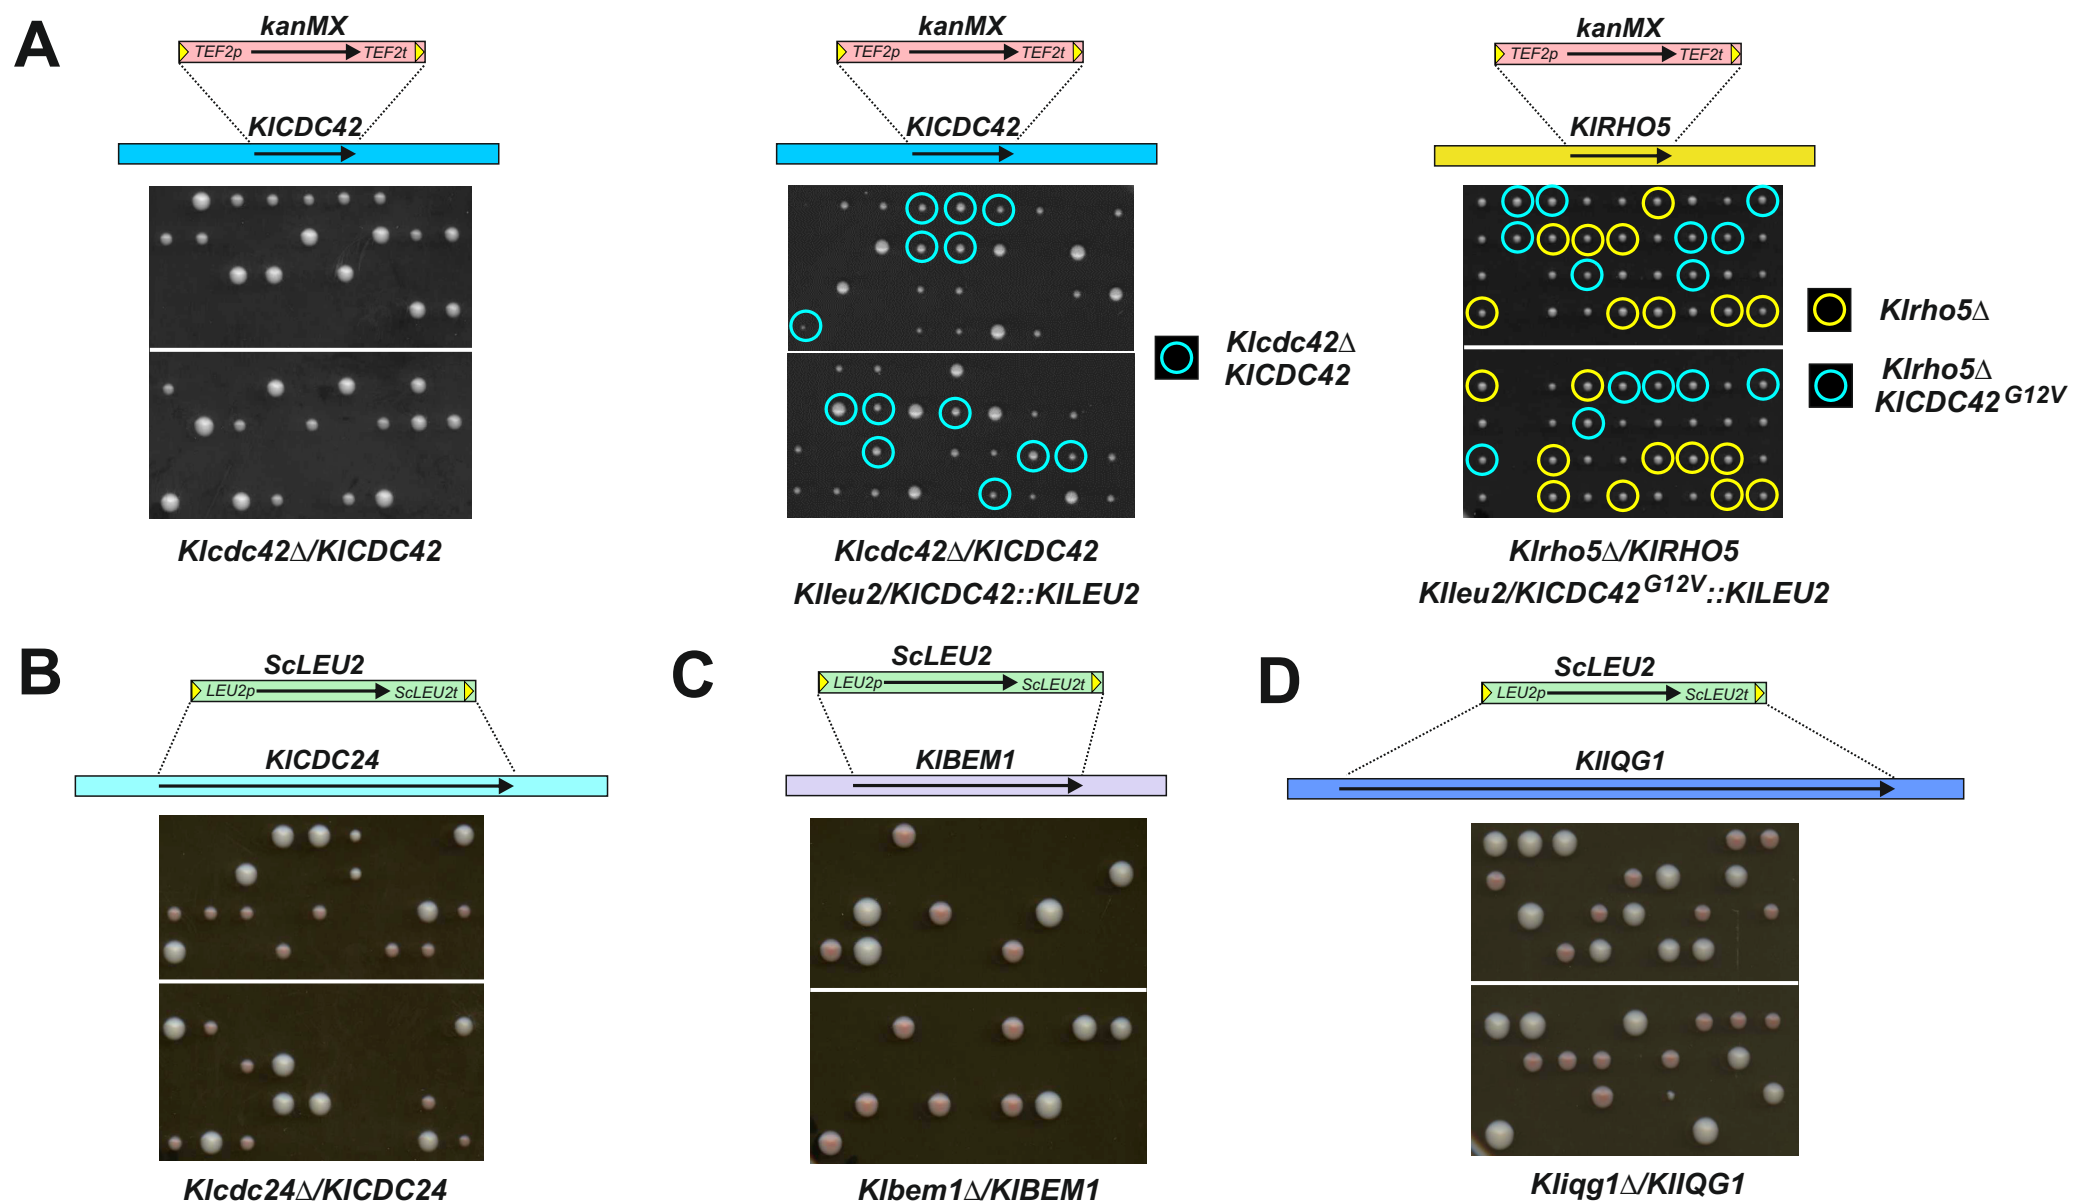 A
kanMX
TEF2p TEF2t
KlCDC42
Klcdc42Δ/KlCDC42
kanMX
TEF2p TEF2t
KlCDC42
Klcdc42Δ
KlCDC42
Klcdc42Δ/KlCDC42
Klleu2/KlCDC42::KlLEU2
kanMX
TEF2p TEF2t
KlRHO5
Klrho5Δ
Klrho5Δ
KlCDC42G12V
Klrho5Δ/KlRHO5
Klleu2/KlCDC42G12V::KlLEU2
B
ScLEU2
LEU2p ScLEU2t
KlCDC24
Klcdc24Δ/KlCDC24
C
ScLEU2
LEU2p ScLEU2t
KlBEM1
Klbem1Δ/KlBEM1
D
ScLEU2
LEU2p ScLEU2t
KlIQG1
Kliqg1Δ/KlIQG1